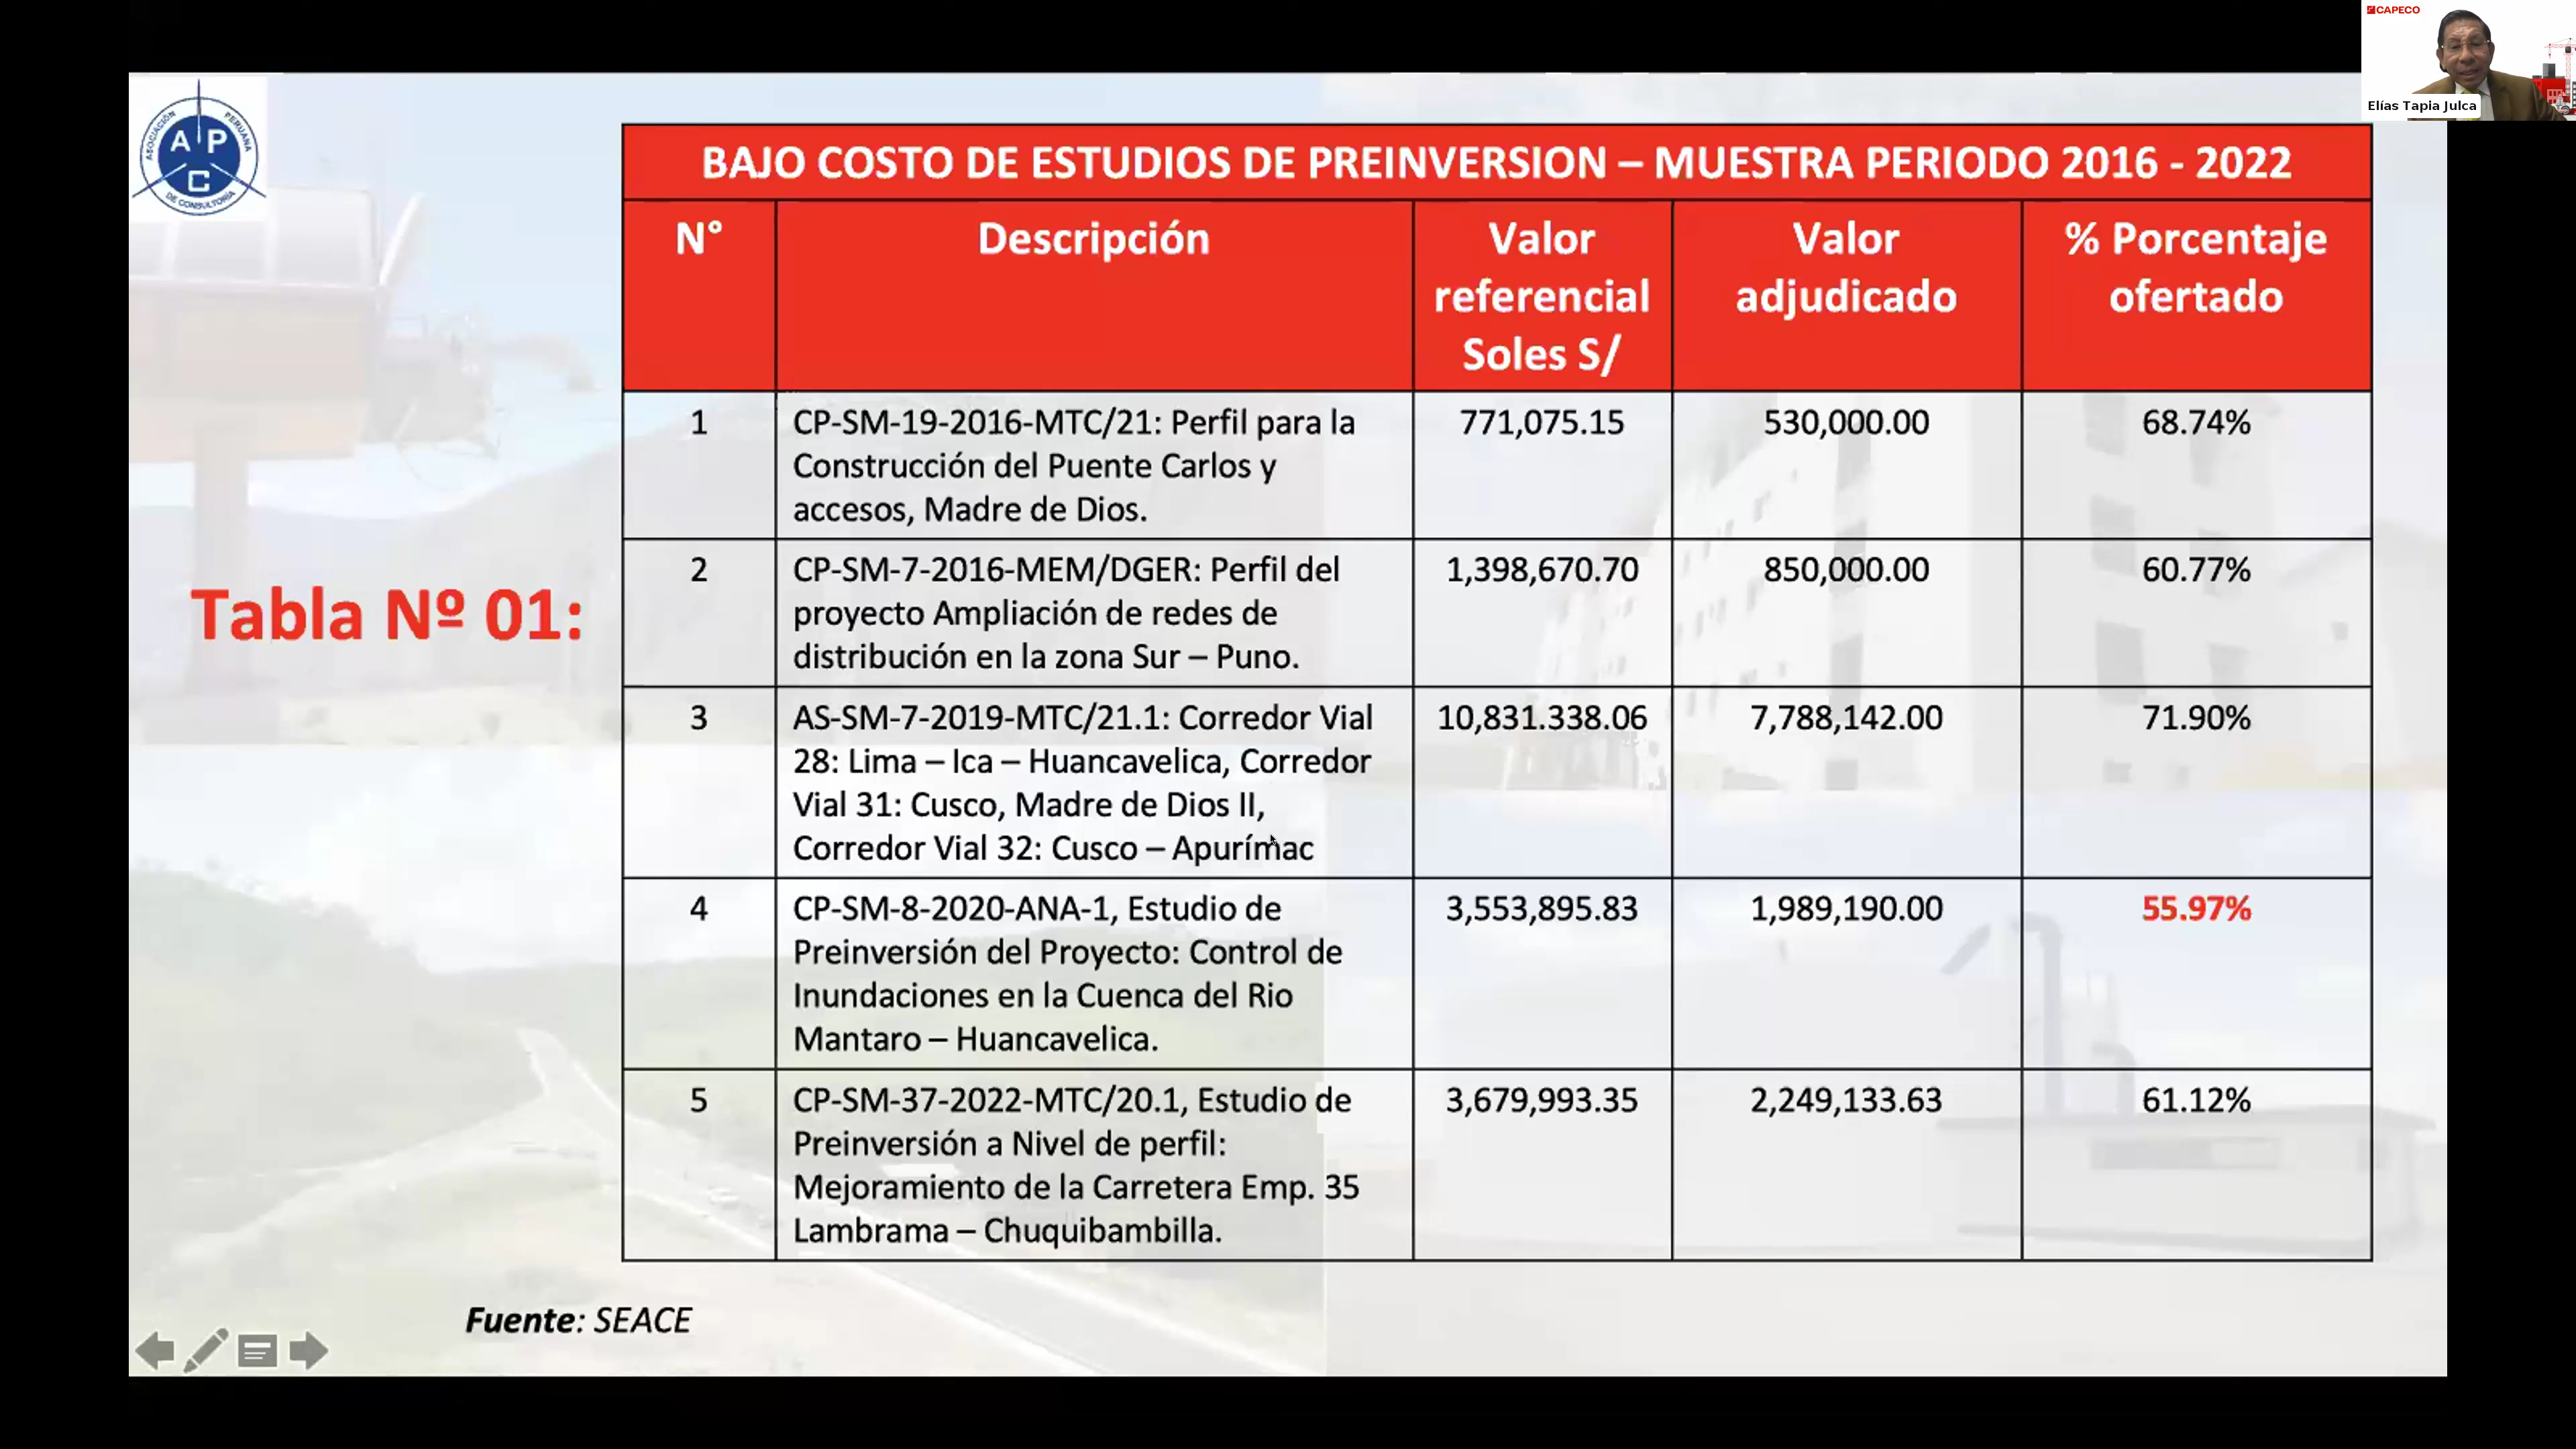 CAPECO
Elías Tapia Julca
ASOCIACIÓN PERUANA
A P
C
DE CONSULTORÍA
Tabla Nº 01:
BAJO COSTO DE ESTUDIOS DE PREINVERSION – MUESTRA PERIODO 2016 - 2022
N°
Descripción
Valor
referencial
Soles S/
Valor
adjudicado
% Porcentaje
ofertado
1
CP-SM-19-2016-MTC/21: Perfil para la
Construcción del Puente Carlos y
accesos, Madre de Dios.
771,075.15
530,000.00
68.74%
2
CP-SM-7-2016-MEM/DGER: Perfil del
proyecto Ampliación de redes de
distribución en la zona Sur – Puno.
1,398,670.70
850,000.00
60.77%
3
AS-SM-7-2019-MTC/21.1: Corredor Vial
28: Lima – Ica – Huancavelica, Corredor
Vial 31: Cusco, Madre de Dios II,
Corredor Vial 32: Cusco – Apurímac
10,831.338.06
7,788,142.00
71.90%
4
CP-SM-8-2020-ANA-1, Estudio de
Preinversión del Proyecto: Control de
Inundaciones en la Cuenca del Rio
Mantaro – Huancavelica.
3,553,895.83
1,989,190.00
55.97%
5
CP-SM-37-2022-MTC/20.1, Estudio de
Preinversión a Nivel de perfil:
Mejoramiento de la Carretera Emp. 35
Lambrama – Chuquibambilla.
3,679,993.35
2,249,133.63
61.12%
Fuente: SEACE